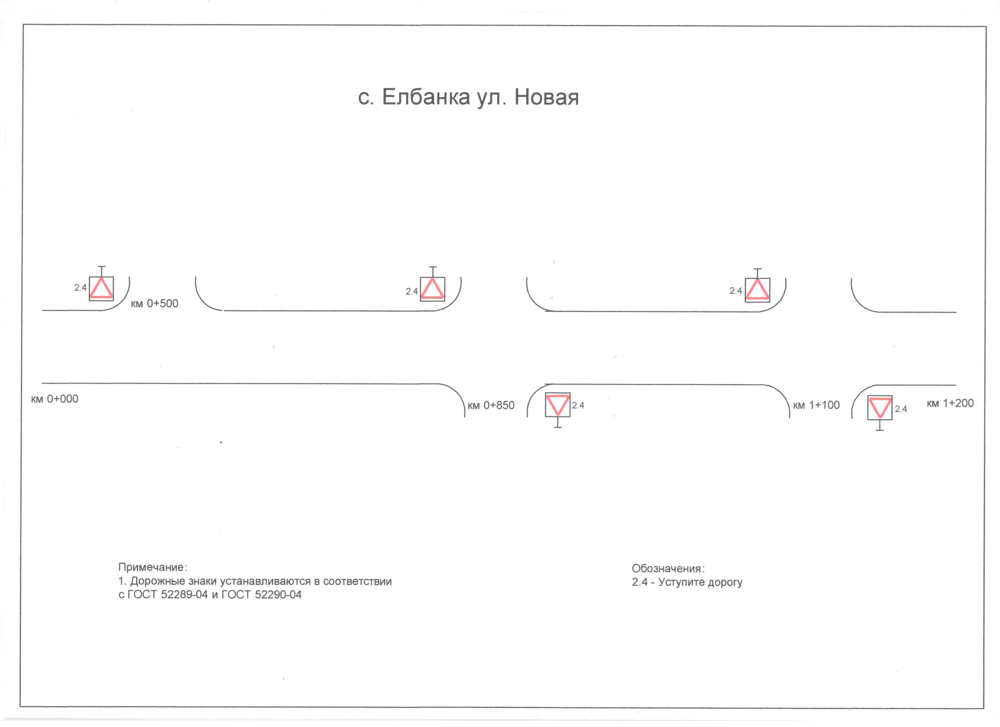 с. Елбанка ул. Новая
2.4
км 0+500
2.4
2.4
км 0+000
км 0+850
2.4
км 1+100
2.4
км 1+200
Примечание:
1. Дорожные знаки устанавливаются в соответствии
с ГОСТ 52289-04 и ГОСТ 52290-04
Обозначения:
2.4 - Уступите дорогу